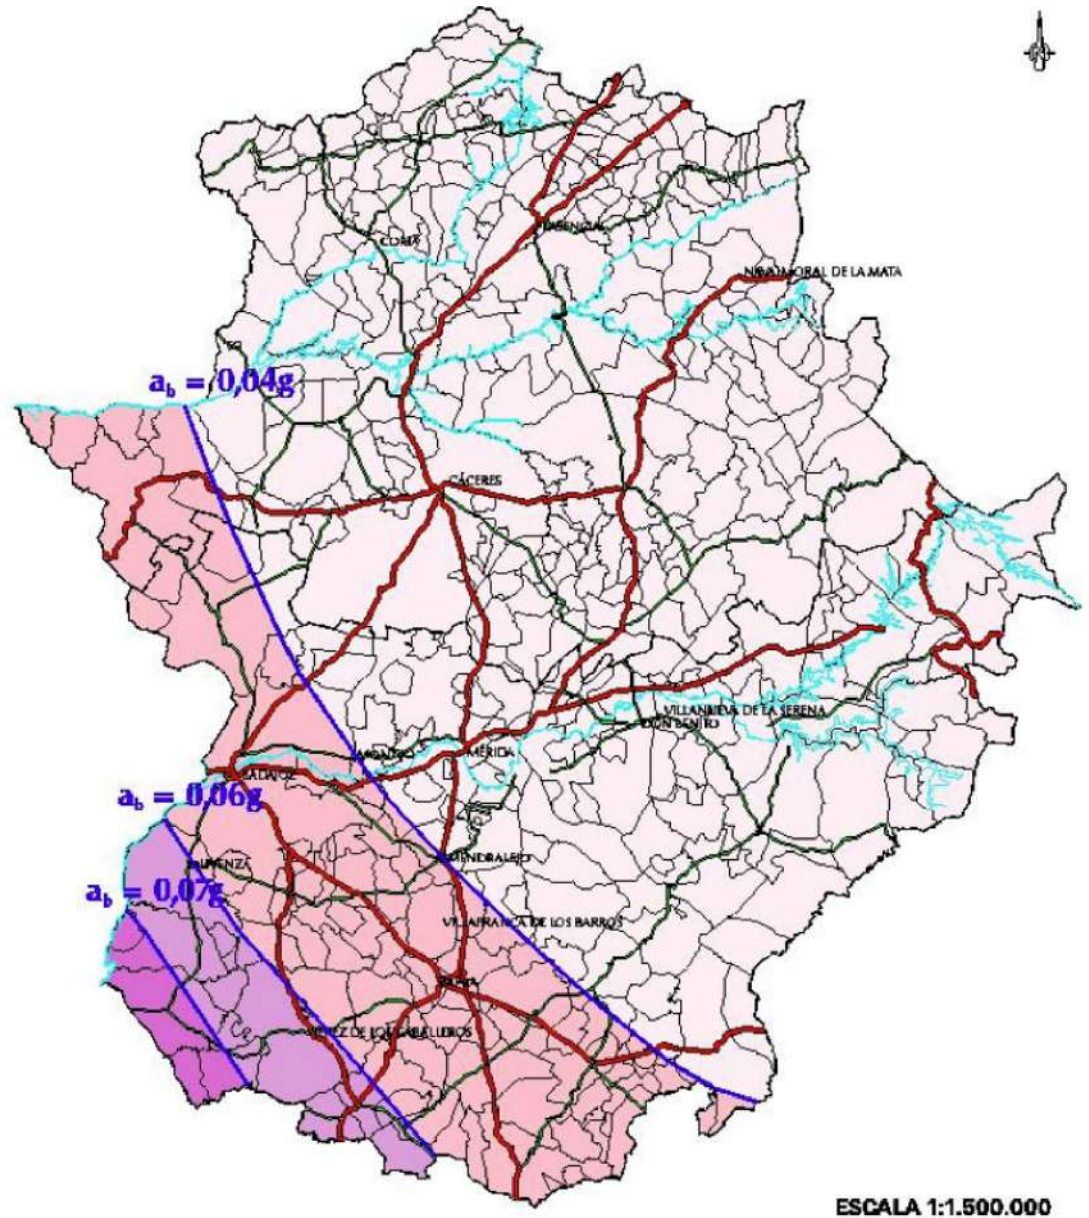 CORIA
PLASENCIA
NAVALMORAL DE LA MATA
a_b = 0,04g
CÁCERES
VILLANUEVA DE LA SERENA
DON BENITO
MONTIJO
MÉRIDA
BADAJOZ
a_b = 0,06g
ALMENDRALEJO
OLIVENZA
a_b = 0,07g
VILLAFRANCA DE LOS BARROS
ZAFRA
JEREZ DE LOS CABALLEROS
ESCALA 1:1.500.000